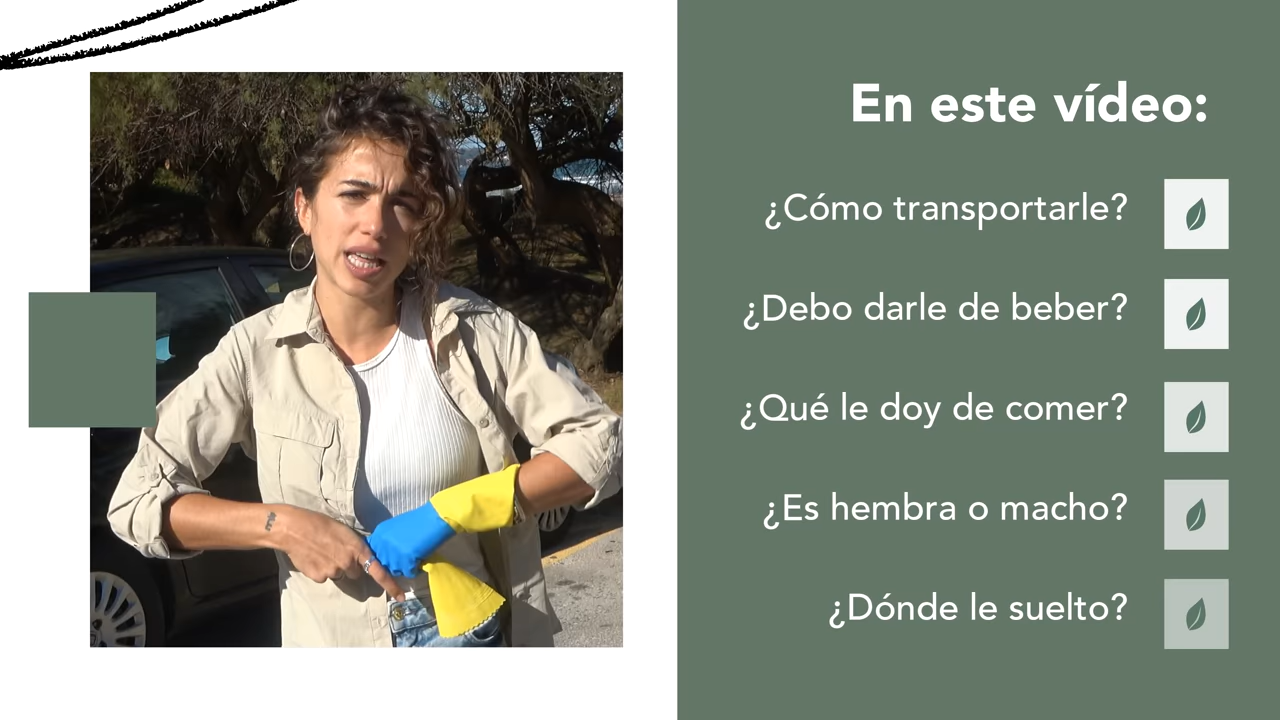 En este vídeo:
¿Cómo transportarle?
¿Debo darle de beber?
¿Qué le doy de comer?
¿Es hembra o macho?
¿Dónde le suelto?